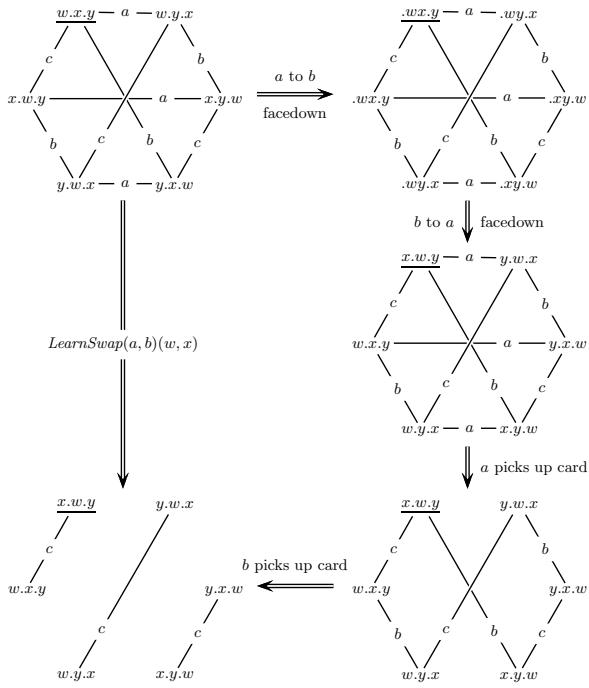 w.x.y a w.y.x .wx.y a .wy.x
c b a to b c b
x.w.y a x.y.w facedown .wx.y a .xy.w
b c b c b c b c
y.w.x a y.x.w .wy.x a .xy.w
b to a facedown
x.w.y a y.w.x
c b
LearnSwap(a, b)(w, x) w.x.y a y.x.w
b c b c
w.y.x a x.y.w
a picks up card
x.w.y y.w.x x.w.y y.w.x
c c b
b picks up card
w.x.y y.x.w w.x.y y.x.w
c c b c b c
w.y.x x.y.w w.y.x x.y.w